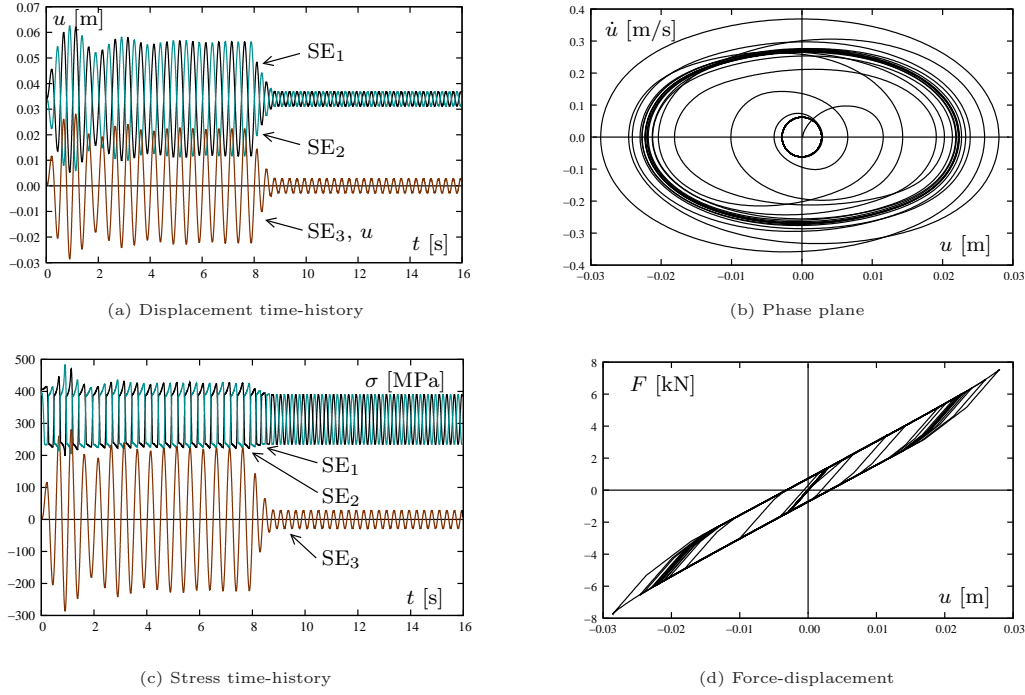 u [m]
0.07
0.06
0.05
0.04
0.03
0.02
0.01
0.00
−0.01
−0.02
−0.03
SE1
SE2
SE3, u
t [s]
0 2 4 6 8 10 12 14 16
(a) Displacement time-history
u̇ [m/s]
0.4
0.3
0.2
0.1
0.0
−0.1
−0.2
−0.3
−0.4
u [m]
−0.03 −0.02 −0.01 0.00 0.01 0.02 0.03
(b) Phase plane
σ [MPa]
500
400
300
200
100
0
−100
−200
−300
SE1
SE2
SE3
t [s]
0 2 4 6 8 10 12 14 16
(c) Stress time-history
F [kN]
8
6
4
2
0
−2
−4
−6
−8
u [m]
−0.03 −0.02 −0.01 0.00 0.01 0.02 0.03
(d) Force-displacement